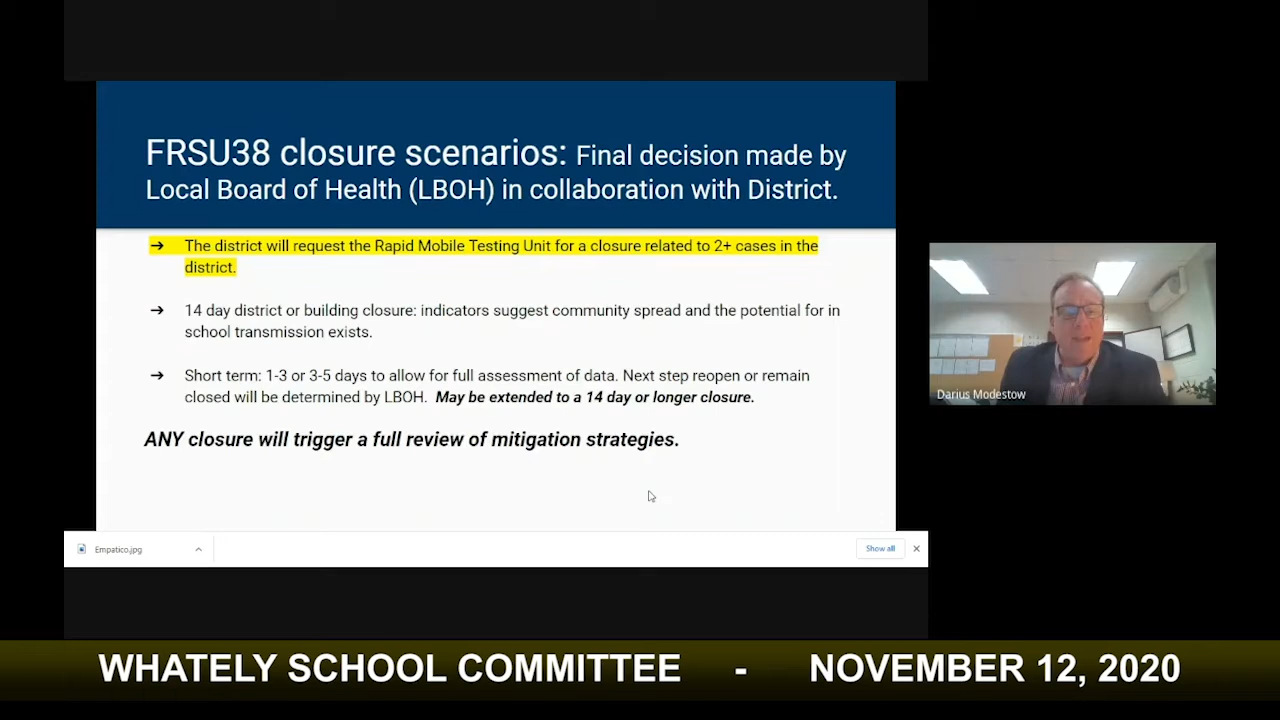 FRSU38 closure scenarios: Final decision made by
Local Board of Health (LBOH) in collaboration with District.
➔ The district will request the Rapid Mobile Testing Unit for a closure related to 2+ cases in the
district.
➔ 14 day district or building closure: indicators suggest community spread and the potential for in
school transmission exists.
➔ Short term: 1-3 or 3-5 days to allow for full assessment of data. Next step reopen or remain
closed will be determined by LBOH. May be extended to a 14 day or longer closure.
ANY closure will trigger a full review of mitigation strategies.
Darius Modestow
Empatico.jpg
Show all
WHATELY SCHOOL COMMITTEE - NOVEMBER 12, 2020